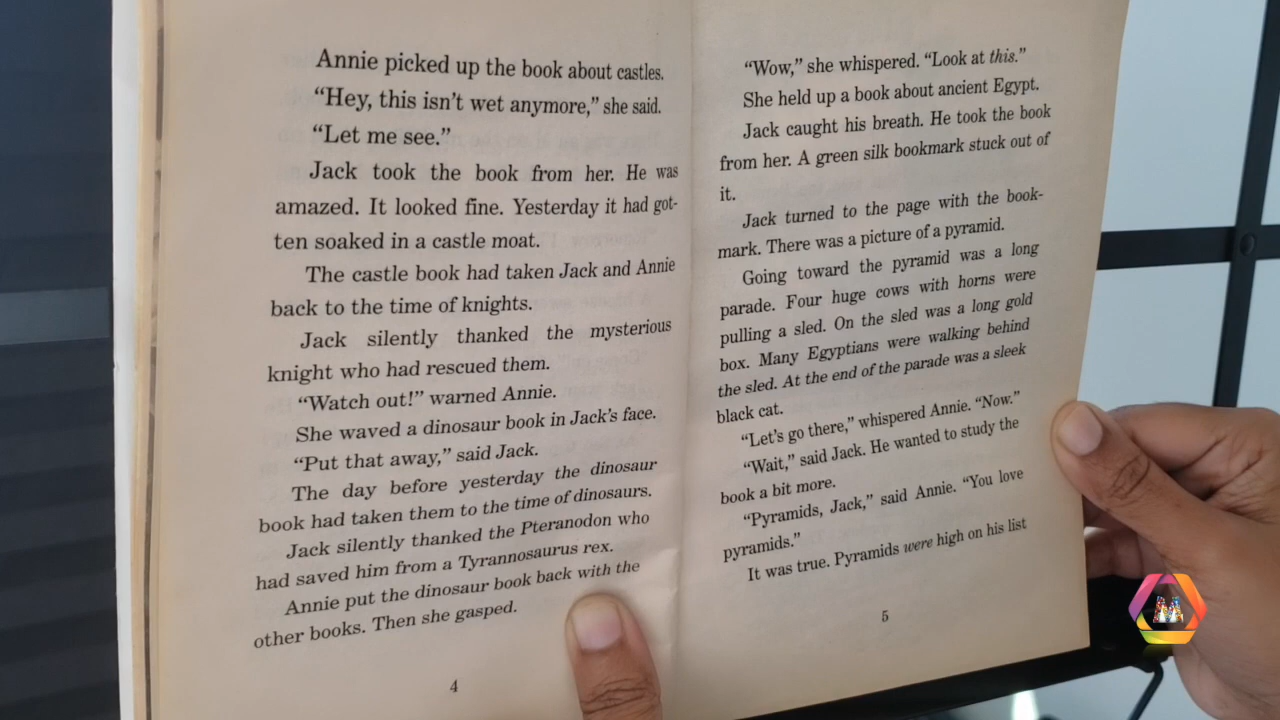 Annie picked up the book about castles.
“Hey, this isn’t wet anymore,” she said.
“Let me see.”
Jack took the book from her. He was
amazed. It looked fine. Yesterday it had got-
ten soaked in a castle moat.
The castle book had taken Jack and Annie
back to the time of knights.
Jack silently thanked the mysterious
knight who had rescued them.
“Watch out!” warned Annie.
She waved a dinosaur book in Jack’s face.
“Put that away,” said Jack.
The day before yesterday the dinosaur
book had taken them to the time of dinosaurs.
Jack silently thanked the Pteranodon who
had saved him from a Tyrannosaurus rex.
Annie put the dinosaur book back with the
other books. Then she gasped.
4
“Wow,” she whispered. “Look at this.”
She held up a book about ancient Egypt.
Jack caught his breath. He took the book
from her. A green silk bookmark stuck out of
it.
Jack turned to the page with the book-
mark. There was a picture of a pyramid.
Going toward the pyramid was a long
parade. Four huge cows with horns were
pulling a sled. On the sled was a long gold
box. Many Egyptians were walking behind
the sled. At the end of the parade was a sleek
black cat.
“Let’s go there,” whispered Annie. “Now.”
“Wait,” said Jack. He wanted to study the
book a bit more.
“Pyramids, Jack,” said Annie. “You love
pyramids.”
It was true. Pyramids were high on his list
5
M